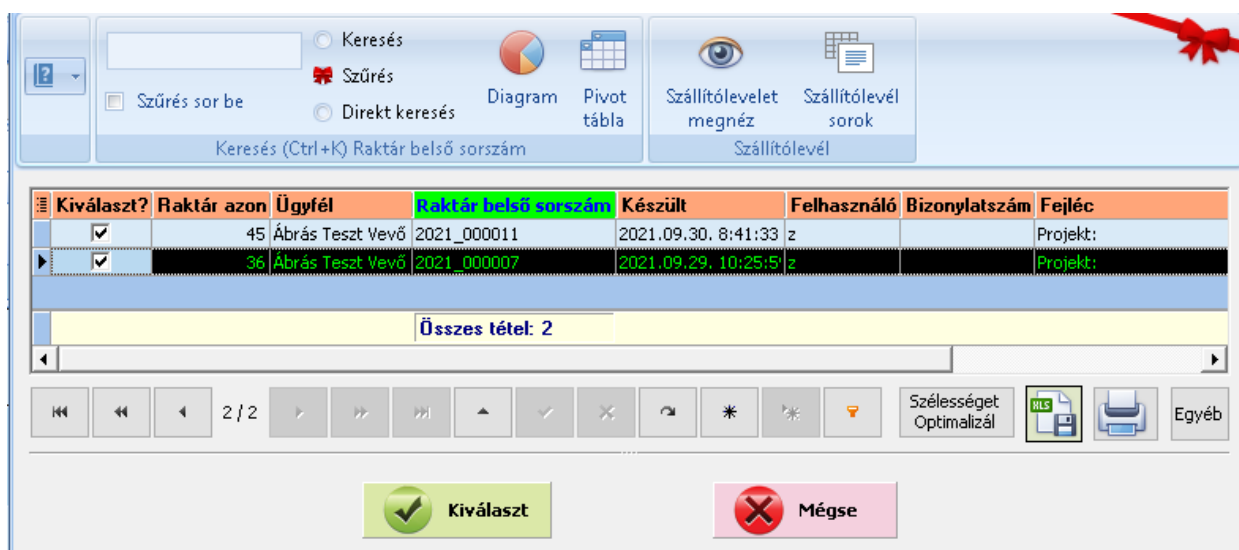 Keresés
Szűrés
Szűrés sor be
Direkt keresés
Diagram
Pivot
tábla
Szállítólevelet
megnéz
Szállítólevél
sorok
Keresés (Ctrl+K) Raktár belső sorszám
Szállítólevél
Kiválaszt? Raktár azon Ügyfél Raktár belső sorszám Készült Felhasználó Bizonylatszám Fejléc
45 Ábrás Teszt Vevő 2021_000011 2021.09.30. 8:41:33 z Projekt:
36 Ábrás Teszt Vevő 2021_000007 2021.09.29. 10:25:5 z Projekt:
Összes tétel: 2
2 / 2
Szélességet
Optimalizál
XLS
Egyéb
Kiválaszt
Mégse